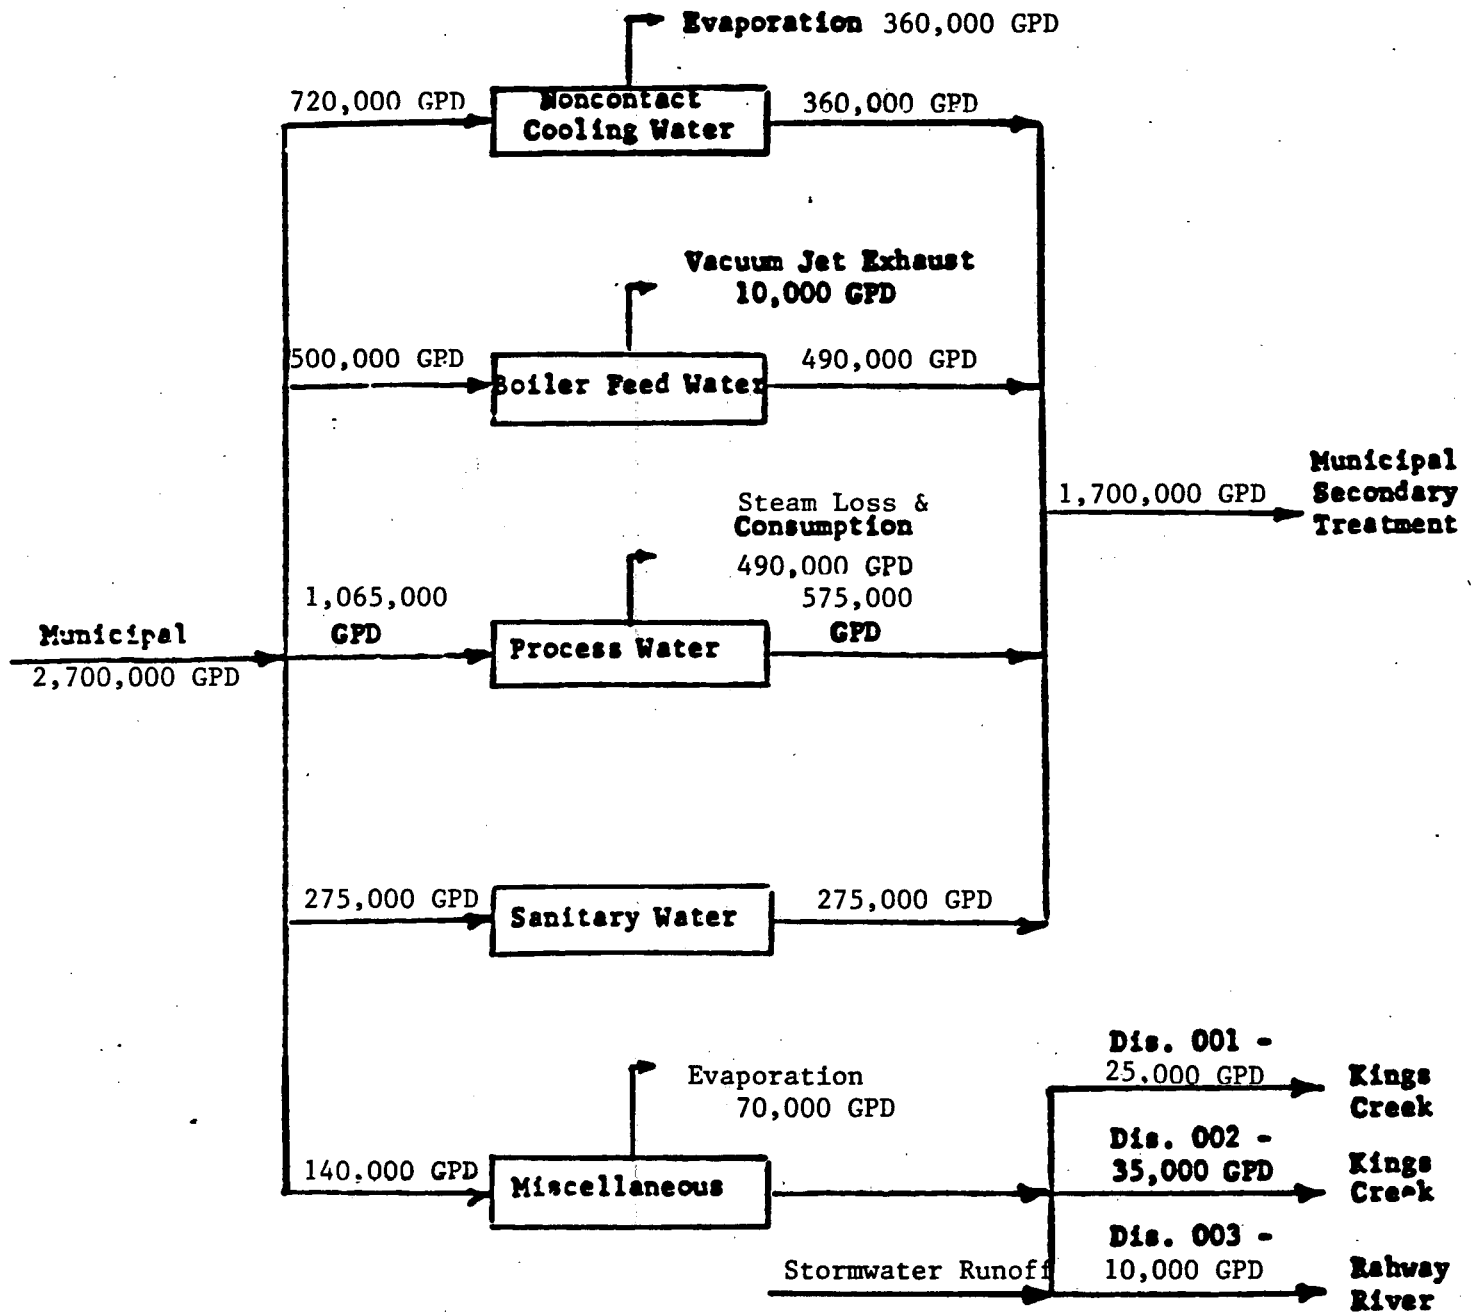 Evaporation 360,000 GPD
720,000 GPD
Noncontact
Cooling Water
360,000 GPD
Vacuum Jet Exhaust
10,000 GPD
500,000 GPD
Boiler Feed Water
490,000 GPD
Municipal
Secondary
Treatment
1,700,000 GPD
Steam Loss &
Consumption
490,000 GPD
1,065,000
GPD
Process Water
575,000
GPD
Municipal
2,700,000 GPD
275,000 GPD
Sanitary Water
275,000 GPD
Evaporation
70,000 GPD
140,000 GPD
Miscellaneous
Dis. 001 -
25,000 GPD
Kings
Creek
Dis. 002 -
35,000 GPD
Kings
Creek
Stormwater Runoff
Dis. 003 -
10,000 GPD
Rahway
River